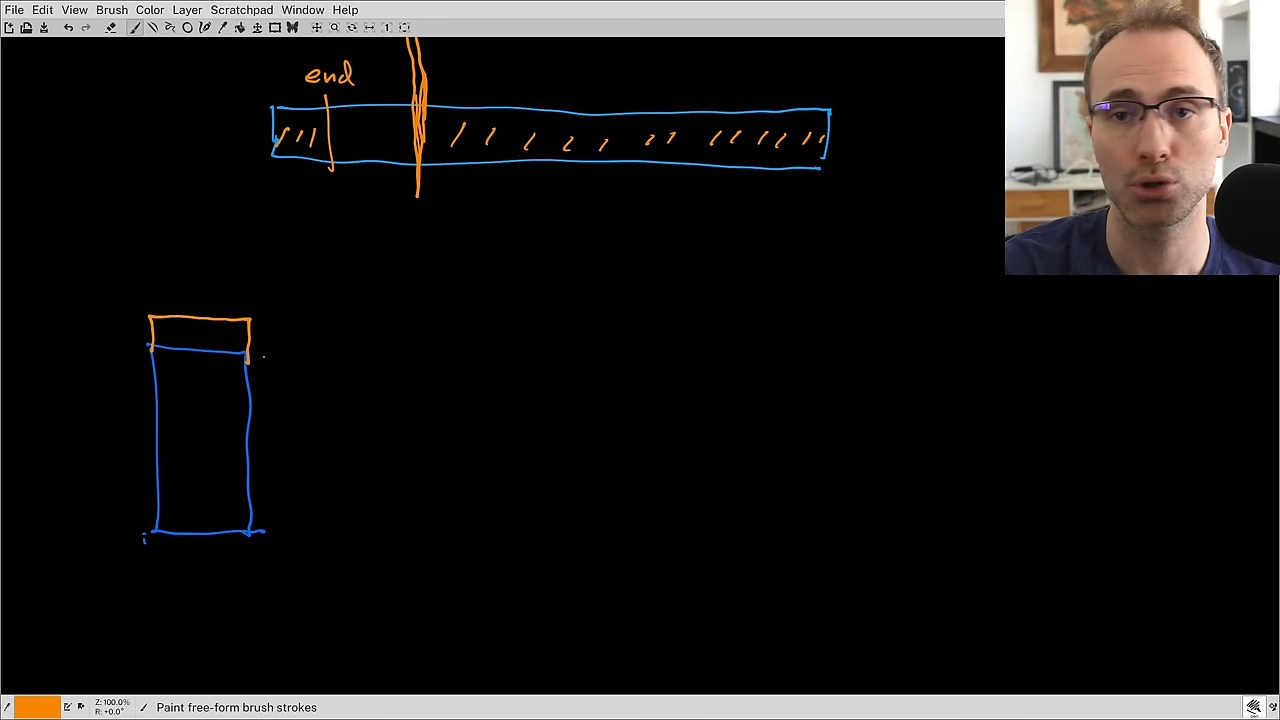 File Edit View Brush Color Layer Scratchpad Window Help
end
Z: 100.0%
R: +0.0°
Paint free-form brush strokes